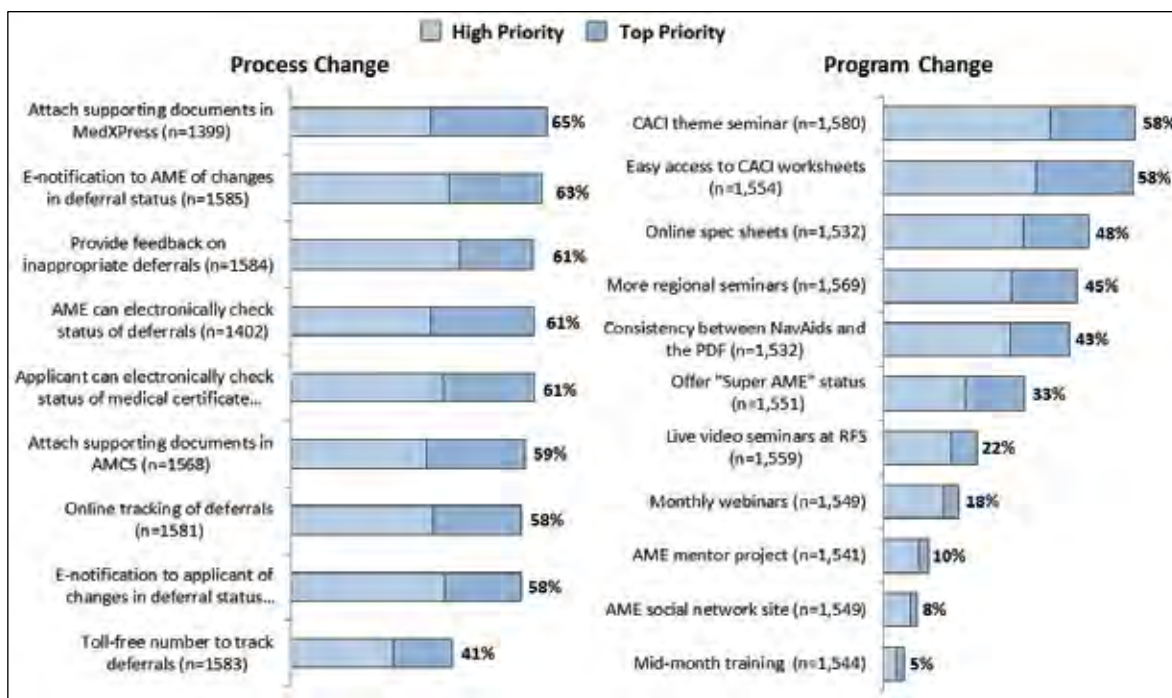 High Priority Top Priority
Process Change
Attach supporting documents in
MedXPress (n=1399)
65%
E-notification to AME of changes
in deferral status (n=1585)
63%
Provide feedback on
inappropriate deferrals (n=1584)
61%
AME can electronically check
status of deferrals (n=1402)
61%
Applicant can electronically check
status of medical certificate...
61%
Attach supporting documents in
AMCS (n=1568)
59%
Online tracking of deferrals
(n=1581)
58%
E-notification to applicant of
changes in deferral status...
58%
Toll-free number to track
deferrals (n=1583)
41%
Program Change
CACI theme seminar (n=1,580)
58%
Easy access to CACI worksheets
(n=1,554)
58%
Online spec sheets (n=1,532)
48%
More regional seminars (n=1,569)
45%
Consistency between NavAids and
the PDF (n=1,532)
43%
Offer "Super AME" status
(n=1,551)
33%
Live video seminars at RFS
(n=1,559)
22%
Monthly webinars (n=1,549)
18%
AME mentor project (n=1,541)
10%
AME social network site (n=1,549)
8%
Mid-month training (n=1,544)
5%